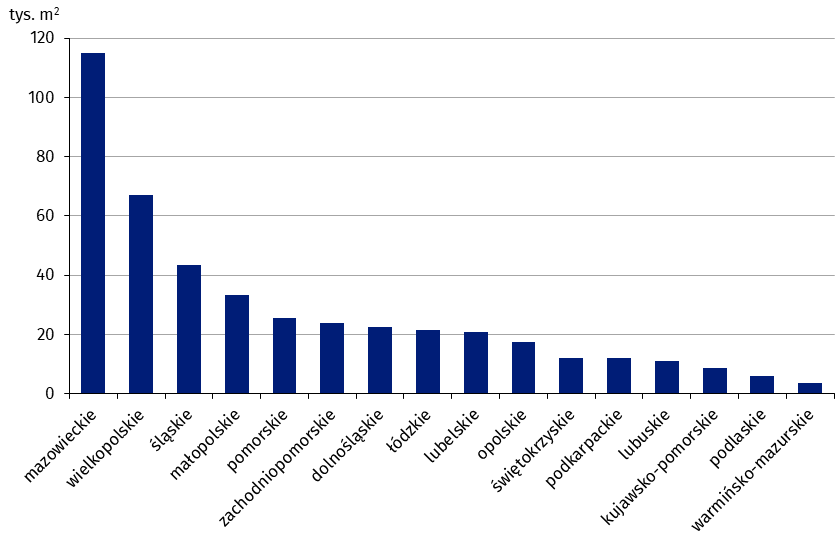 tys. m²
120
100
80
60
40
20
0
mazowieckie
wielkopolskie
śląskie
małopolskie
pomorskie
zachodniopomorskie
dolnośląskie
łódzkie
lubelskie
opolskie
świętokrzyskie
podkarpackie
lubuskie
kujawsko-pomorskie
podlaskie
warmińsko-mazurskie